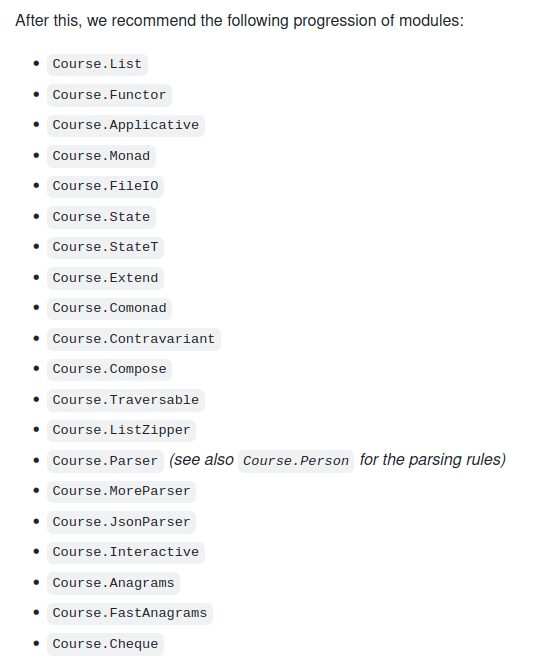 After this, we recommend the following progression of modules:
• Course.List
• Course.Functor
• Course.Applicative
• Course.Monad
• Course.FileIO
• Course.State
• Course.StateT
• Course.Extend
• Course.Comonad
• Course.Contravariant
• Course.Compose
• Course.Traversable
• Course.ListZipper
• Course.Parser (see also Course.Person for the parsing rules)
• Course.MoreParser
• Course.JsonParser
• Course.Interactive
• Course.Anagrams
• Course.FastAnagrams
• Course.Cheque